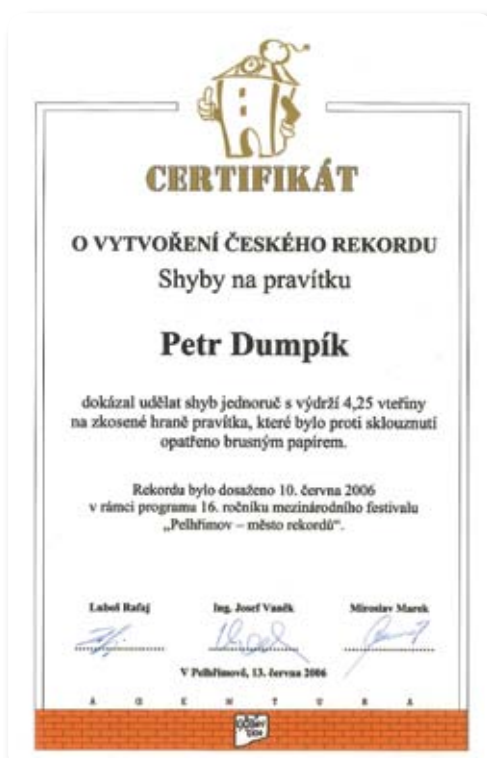 CERTIFIKÁT
O VYTVOŘENÍ ČESKÉHO REKORDU
Shyby na pravítku
Petr Dumpík
dokázal udělat shyb jednoruč s výdrží 4,25 vteřiny
na zkosené hraně pravítka, které bylo proti sklouznutí
opatřeno brusným papírem.
Rekordu bylo dosaženo 10. června 2006
v rámci programu 16. ročníku mezinárodního festivalu
„Pelhřimov – město rekordů“.
Luboš Rafaj Ing. Josef Vaněk Miroslav Marek
V Pelhřimově, 13. června 2006
A G E N T U R A
DOBRÝ
DEN